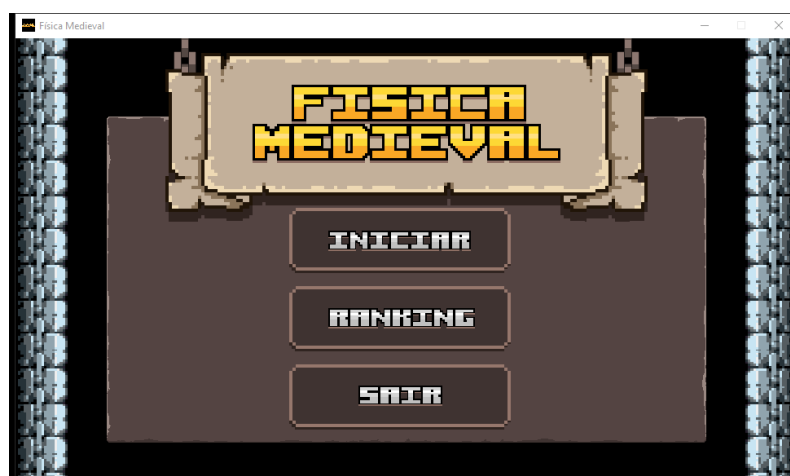 Física Medieval
FISICA
MEDIEVAL
INICIAR
RANKING
SAIR